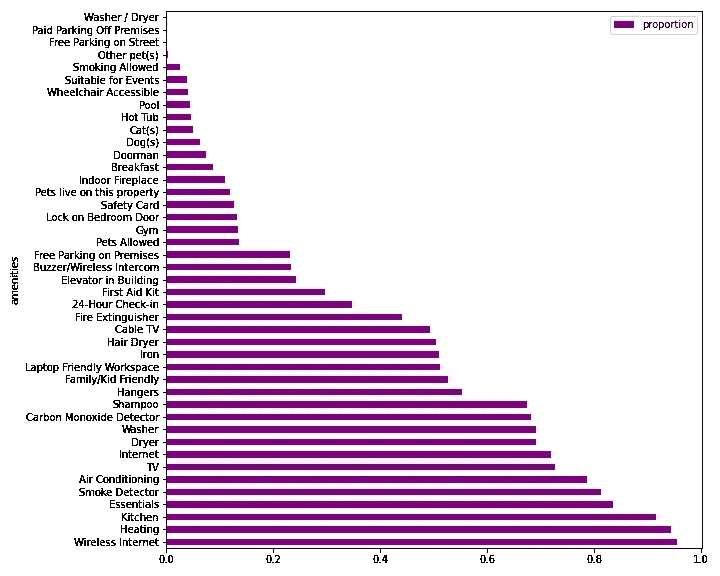 proportion
amenities
Washer / Dryer
Paid Parking Off Premises
Free Parking on Street
Other pet(s)
Smoking Allowed
Suitable for Events
Wheelchair Accessible
Pool
Hot Tub
Cat(s)
Dog(s)
Doorman
Breakfast
Indoor Fireplace
Pets live on this property
Safety Card
Lock on Bedroom Door
Gym
Pets Allowed
Free Parking on Premises
Buzzer/Wireless Intercom
Elevator in Building
First Aid Kit
24-Hour Check-in
Fire Extinguisher
Cable TV
Hair Dryer
Iron
Laptop Friendly Workspace
Family/Kid Friendly
Hangers
Shampoo
Carbon Monoxide Detector
Washer
Dryer
Internet
TV
Air Conditioning
Smoke Detector
Essentials
Kitchen
Heating
Wireless Internet
0.0 0.2 0.4 0.6 0.8 1.0